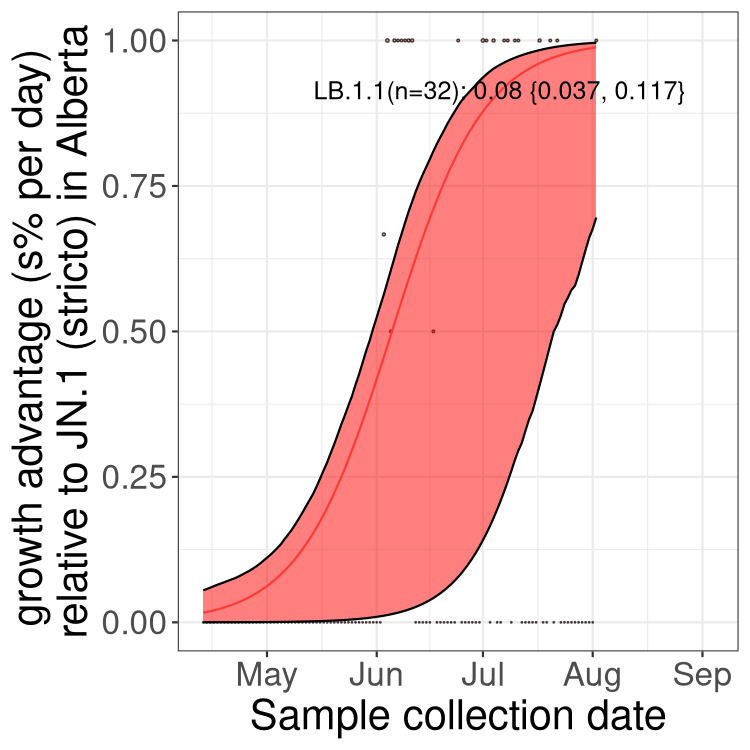 growth advantage (s% per day)
relative to JN.1 (stricto) in Alberta
1.00
0.75
0.50
0.25
0.00
LB.1.1(n=32): 0.08 {0.037, 0.117}
May Jun Jul Aug Sep
Sample collection date